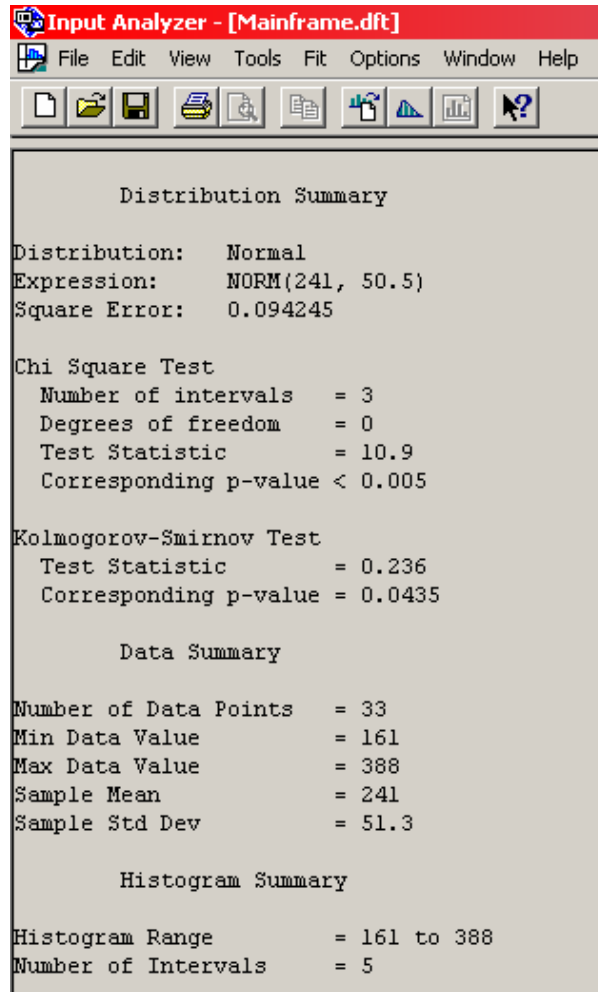 Input Analyzer - [Mainframe.dft]
File Edit View Tools Fit Options Window Help
Distribution Summary
Distribution: Normal
Expression: NORM(241, 50.5)
Square Error: 0.094245
Chi Square Test
Number of intervals = 3
Degrees of freedom = 0
Test Statistic = 10.9
Corresponding p-value < 0.005
Kolmogorov-Smirnov Test
Test Statistic = 0.236
Corresponding p-value = 0.0435
Data Summary
Number of Data Points = 33
Min Data Value = 161
Max Data Value = 388
Sample Mean = 241
Sample Std Dev = 51.3
Histogram Summary
Histogram Range = 161 to 388
Number of Intervals = 5